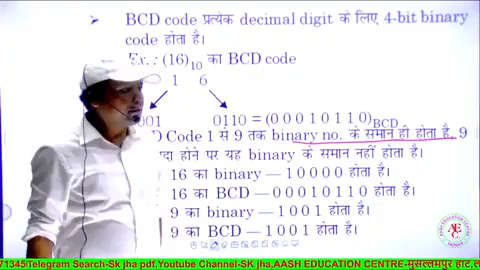 ➤ BCD code प्रत्येक decimal digit के लिए 4-bit binary
code होता है।
Ex.: (16)10 का BCD code
1 6
001 0110 = (0 0 0 1 0 1 1 0)BCD
D Code 1 से 9 तक binary no. के समान ही होता है, 9
दा होने पर यह binary के समान नहीं होता है।
16 का binary — 1 0 0 0 0 होता है।
16 का BCD — 0 0 0 1 0 1 1 0 होता है।
9 का binary — 1 0 0 1 होता है।
9 का BCD — 1 0 0 1 होता है।
71345|Telegram Search-SK jha pdf,Youtube Channel-SK jha,AASH EDUCATION CENTRE-मुसल्लमपुर हाट,